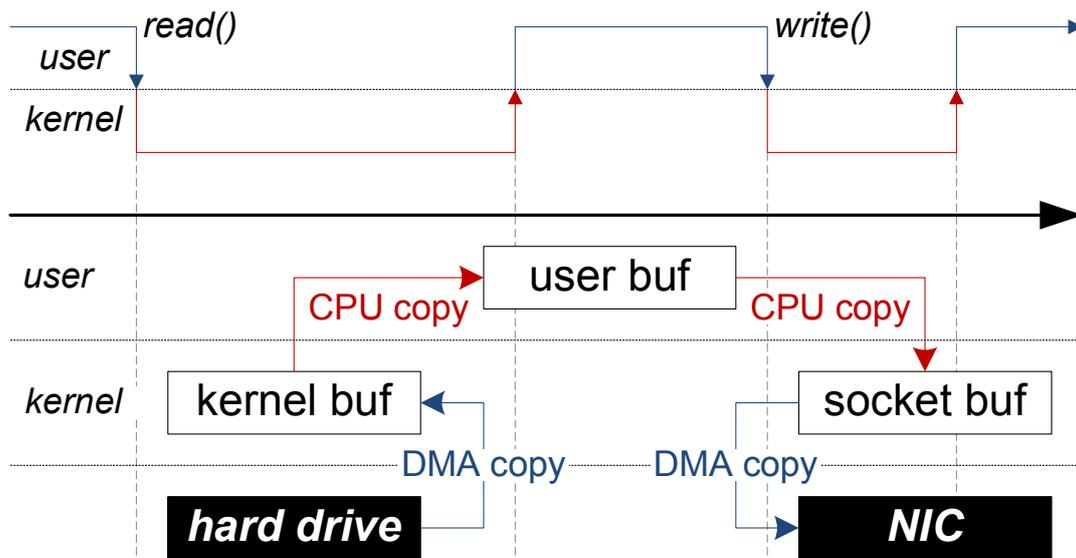 read()
write()
user
kernel
user
user buf
CPU copy
CPU copy
kernel
kernel buf
socket buf
DMA copy
DMA copy
hard drive
NIC